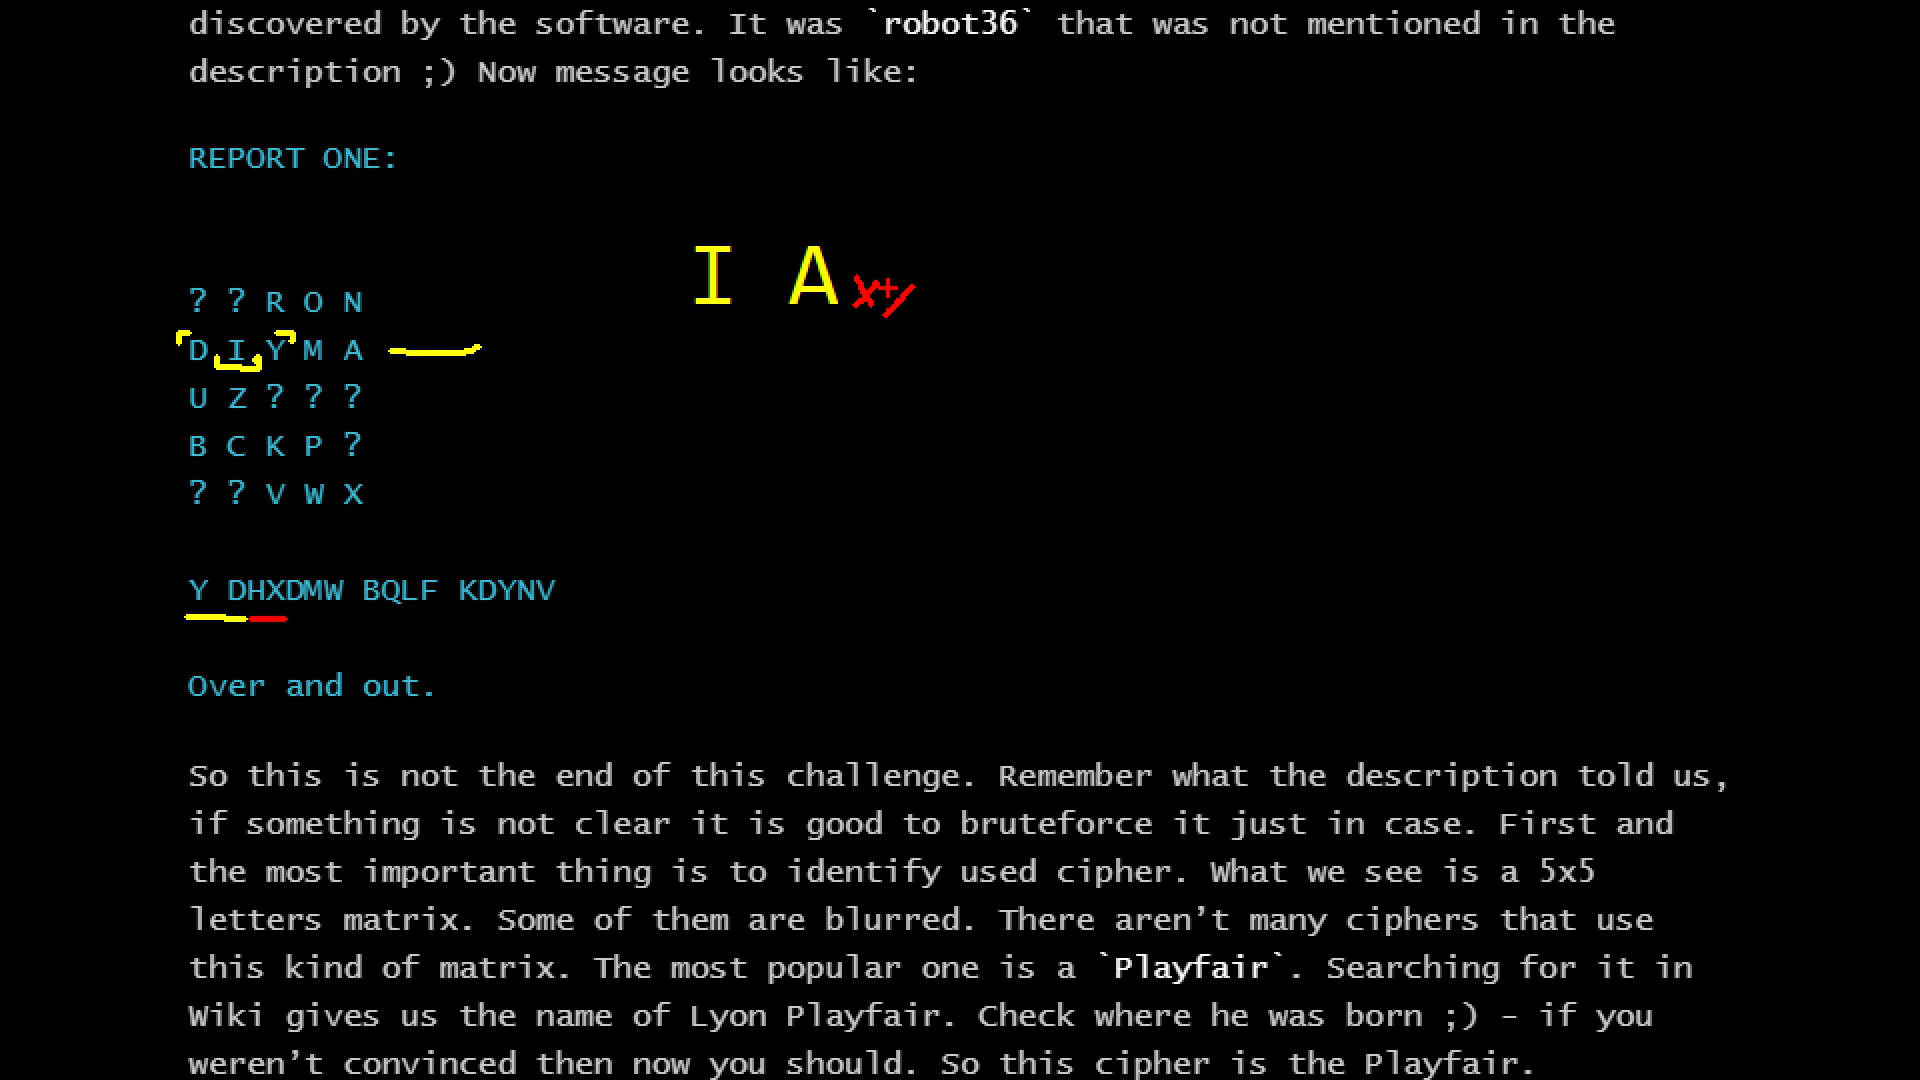 discovered by the software. It was `robot36` that was not mentioned in the
description ;) Now message looks like:
REPORT ONE:
I A x+/
? ? R O N
D I Y M A
U Z ? ? ?
B C K P ?
? ? V W X
Y DHXDMW BQLF KDYNV
Over and out.
So this is not the end of this challenge. Remember what the description told us,
if something is not clear it is good to bruteforce it just in case. First and
the most important thing is to identify used cipher. What we see is a 5x5
letters matrix. Some of them are blurred. There aren’t many ciphers that use
this kind of matrix. The most popular one is a `Playfair`. Searching for it in
Wiki gives us the name of Lyon Playfair. Check where he was born ;) – if you
weren’t convinced then now you should. So this cipher is the Playfair.